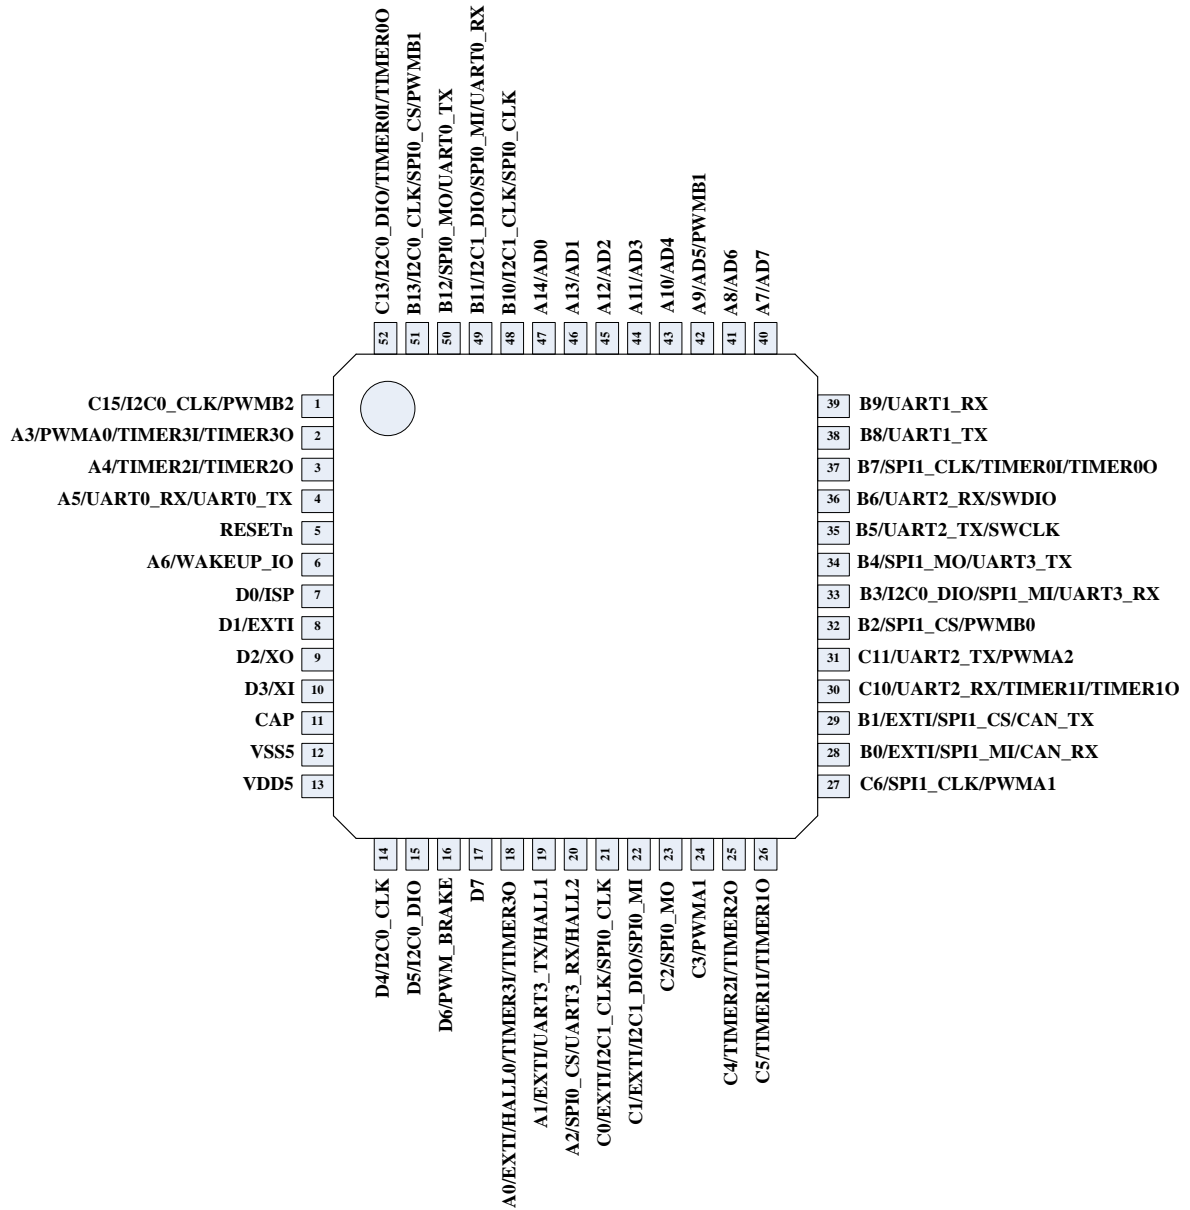 C13/I2C0_DIO/TIMER0I/TIMER0O
B13/I2C0_CLK/SPI0_CS/PWMB1
B12/SPI0_MO/UART0_TX
B11/I2C1_DIO/SPI0_MI/UART0_RX
B10/I2C1_CLK/SPI0_CLK
A14/AD0
A13/AD1
A12/AD2
A11/AD3
A10/AD4
A9/AD5/PWMB1
A8/AD6
A7/AD7
52
51
50
49
48
47
46
45
44
43
42
41
40
C15/I2C0_CLK/PWMB2 1
A3/PWMA0/TIMER3I/TIMER3O 2
A4/TIMER2I/TIMER2O 3
A5/UART0_RX/UART0_TX 4
RESETn 5
A6/WAKEUP_IO 6
D0/ISP 7
D1/EXTI 8
D2/XO 9
D3/XI 10
CAP 11
VSS5 12
VDD5 13
39 B9/UART1_RX
38 B8/UART1_TX
37 B7/SPI1_CLK/TIMER0I/TIMER0O
36 B6/UART2_RX/SWDIO
35 B5/UART2_TX/SWCLK
34 B4/SPI1_MO/UART3_TX
33 B3/I2C0_DIO/SPI1_MI/UART3_RX
32 B2/SPI1_CS/PWMB0
31 C11/UART2_TX/PWMA2
30 C10/UART2_RX/TIMER1I/TIMER1O
29 B1/EXTI/SPI1_CS/CAN_TX
28 B0/EXTI/SPI1_MI/CAN_RX
27 C6/SPI1_CLK/PWMA1
14
15
16
17
18
19
20
21
22
23
24
25
26
D4/I2C0_CLK
D5/I2C0_DIO
D6/PWM_BRAKE
D7
A0/EXTI/HALL0/TIMER3I/TIMER3O
A1/EXTI/UART3_TX/HALL1
A2/SPI0_CS/UART3_RX/HALL2
C0/EXTI/I2C1_CLK/SPI0_CLK
C1/EXTI/I2C1_DIO/SPI0_MI
C2/SPI0_MO
C3/PWMA1
C4/TIMER2I/TIMER2O
C5/TIMER1I/TIMER1O